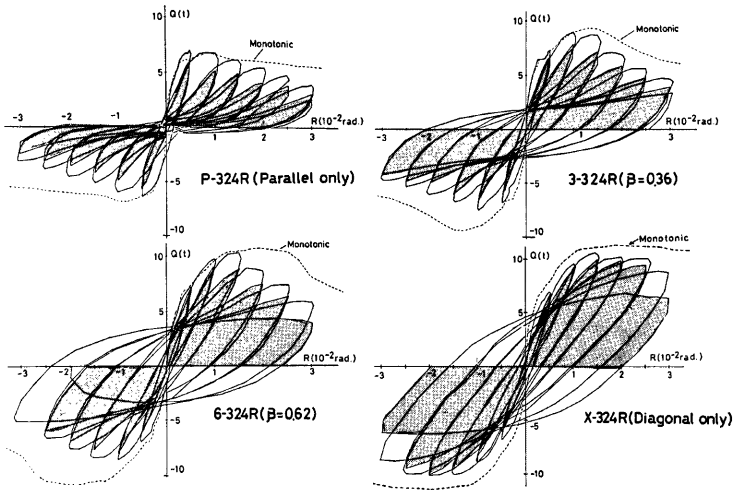 10
Q(t)
Monotonic
5
-3
-2
-1
1
2
3
R(10⁻²rad.)
-5
-10
P-324R (Parallel only)
10
Q(t)
Monotonic
5
-3
-2
-1
1
2
3
R(10⁻²rad.)
-5
-10
3-324R (β=0.36)
10
Q(t)
Monotonic
5
-3
-2
-1
1
2
3
R(10⁻²rad.)
-5
-10
6-324R(β=0.62)
10
Q(t)
Monotonic
5
-3
-2
-1
1
2
3
R(10⁻²rad.)
-5
-10
X-324R(Diagonal only)